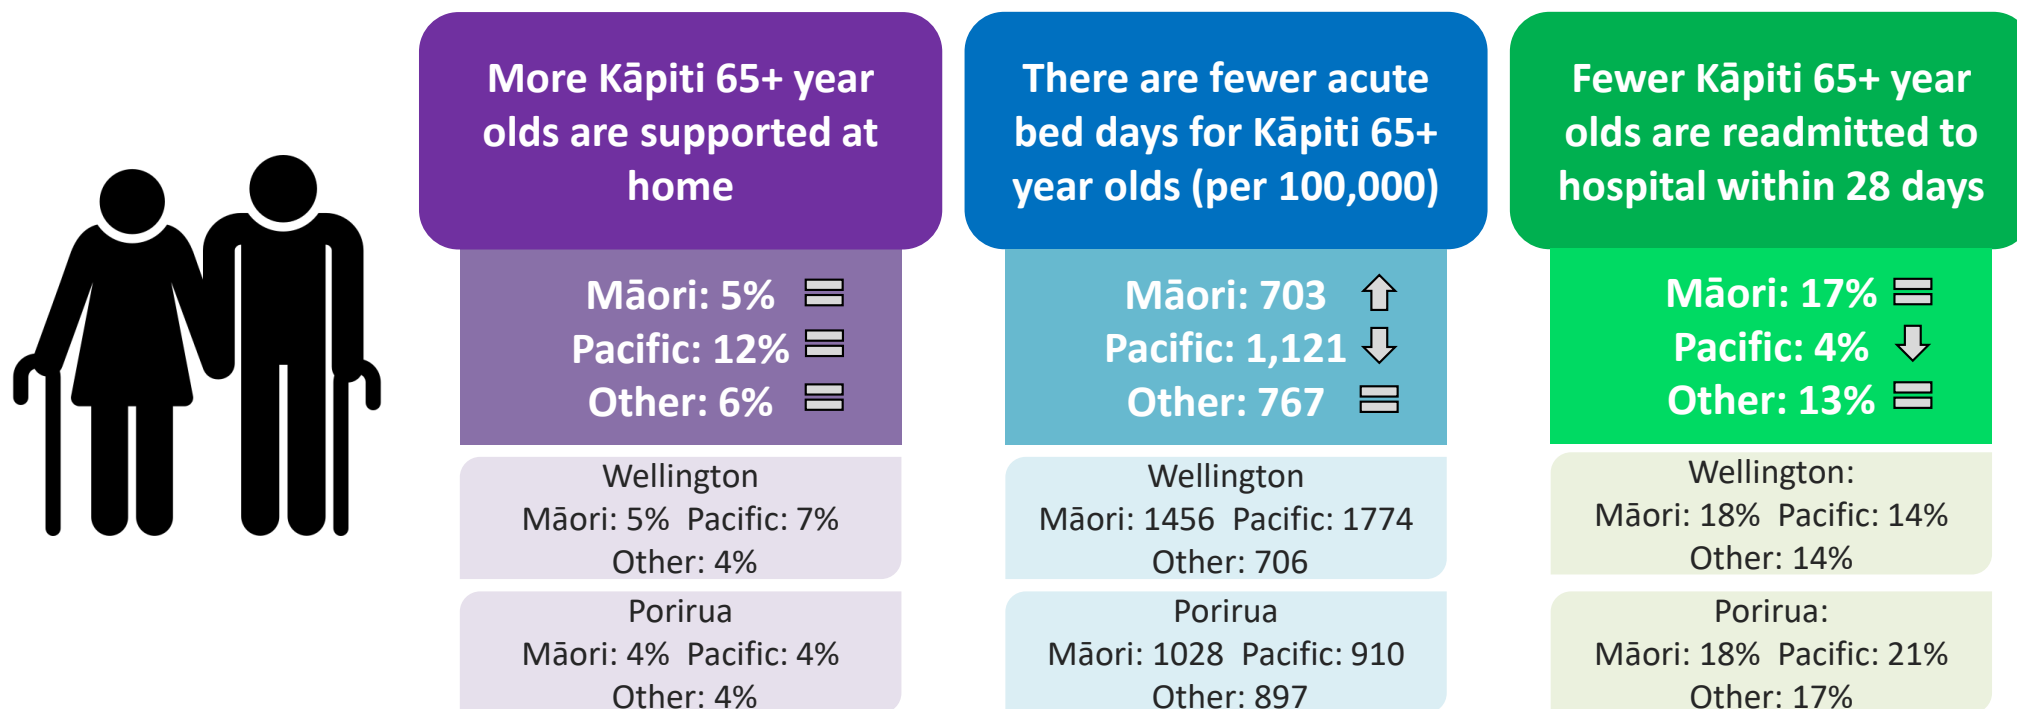 More Kāpiti 65+ year
olds are supported at
home
Māori: 5%
Pacific: 12%
Other: 6%
Wellington
Māori: 5% Pacific: 7%
Other: 4%
Porirua
Māori: 4% Pacific: 4%
Other: 4%
There are fewer acute
bed days for Kāpiti 65+
year olds (per 100,000)
Māori: 703
Pacific: 1,121
Other: 767
Wellington
Māori: 1456 Pacific: 1774
Other: 706
Porirua
Māori: 1028 Pacific: 910
Other: 897
Fewer Kāpiti 65+ year
olds are readmitted to
hospital within 28 days
Māori: 17%
Pacific: 4%
Other: 13%
Wellington:
Māori: 18% Pacific: 14%
Other: 14%
Porirua:
Māori: 18% Pacific: 21%
Other: 17%